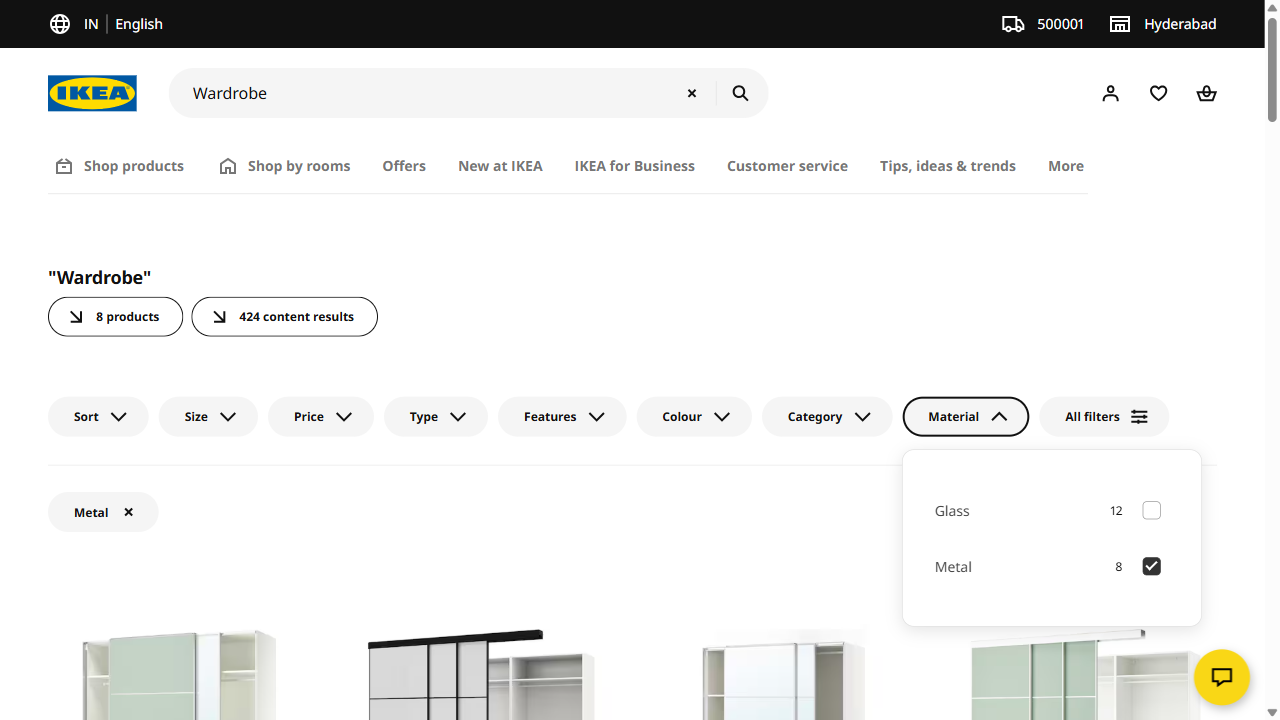 IN English
500001
Hyderabad
IKEA
Wardrobe
Shop products
Shop by rooms
Offers
New at IKEA
IKEA for Business
Customer service
Tips, ideas & trends
More
"Wardrobe"
8 products
424 content results
Sort
Size
Price
Type
Features
Colour
Category
Material
All filters
Metal
Glass 12
Metal 8